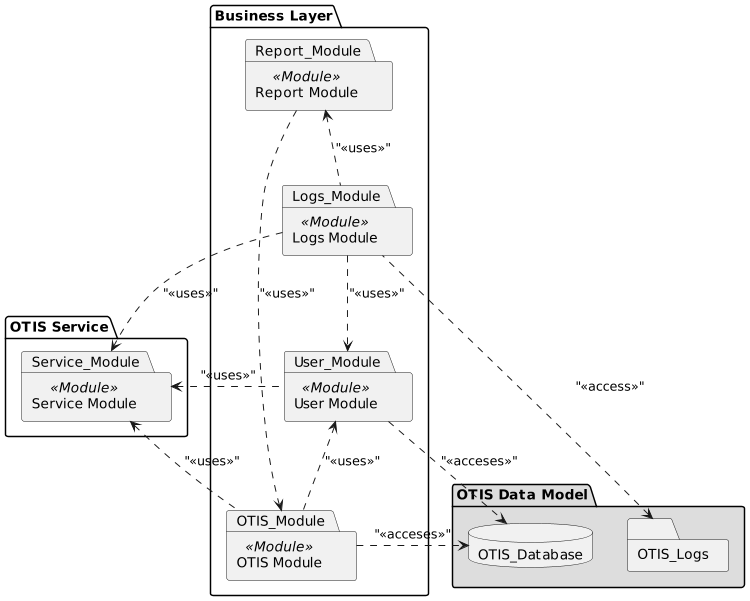 Business Layer
Report_Module
«Module»
Report Module
"«uses»"
Logs_Module
«Module»
Logs Module
"«uses»"
"«uses»"
"«uses»"
OTIS Service
Service_Module
«Module»
Service Module
"«uses»"
User_Module
«Module»
User Module
"«access»"
"«uses»"
"«uses»"
"«acceses»"
OTIS Data Model
OTIS_Module
«Module»
OTIS Module
"«acceses»"
OTIS_Database
OTIS_Logs